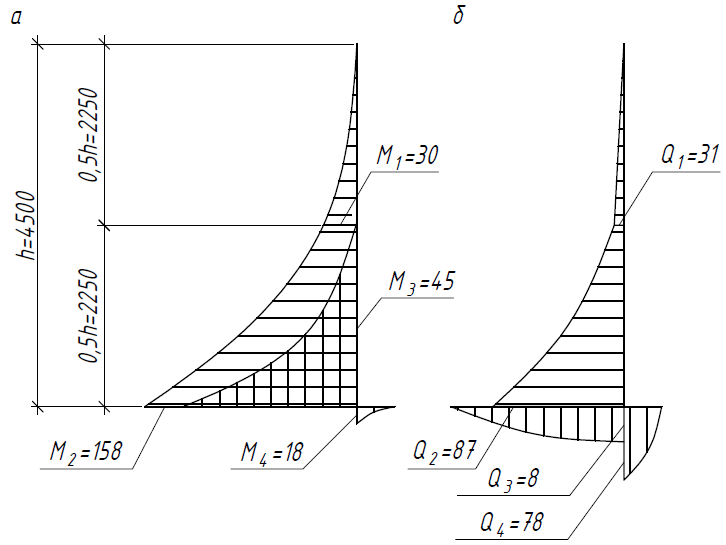 а
б
0,5h=2250
M₁=30
Q₁=31
h=4500
0,5h=2250
M₃=45
M₂=158
M₄=18
Q₂=87
Q₃=8
Q₄=78